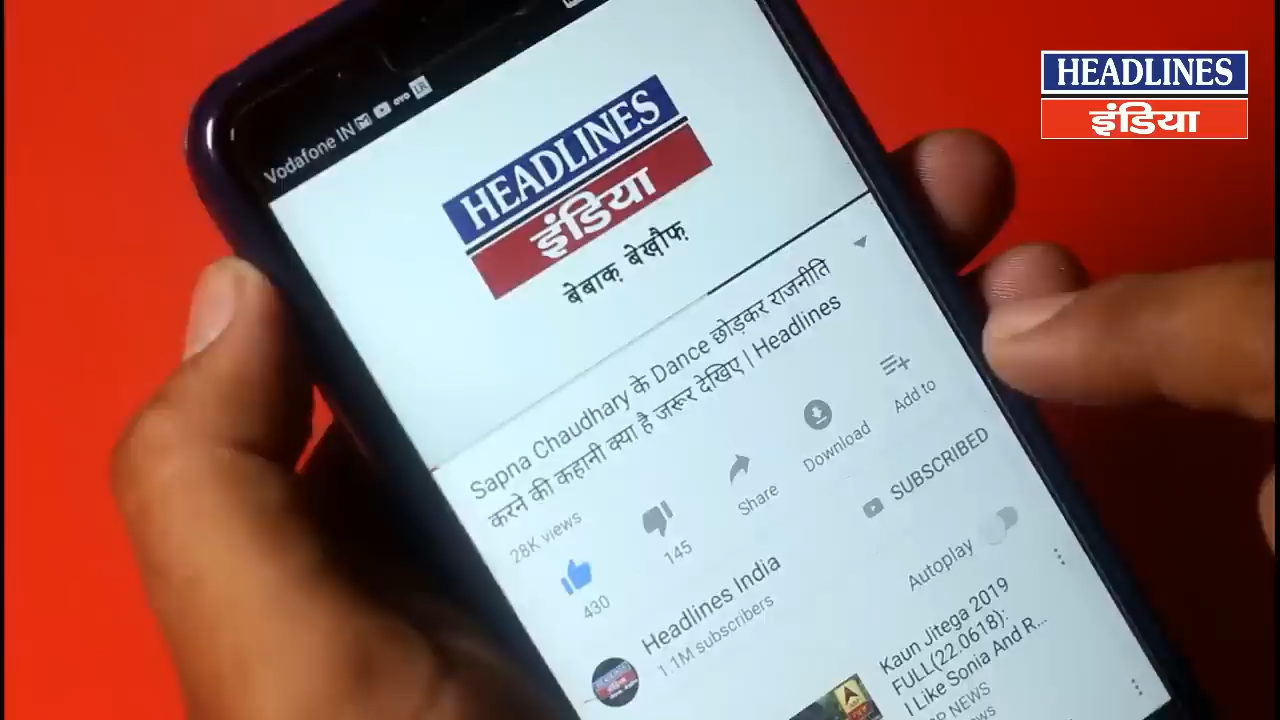 HEADLINES
इंडिया
Vodafone IN
HEADLINES
इंडिया
बेबाक़ बेख़ौफ़
Sapna Chaudhary के Dance छोड़कर राजनीति
करने की कहानी क्या है जरूर देखिए | Headlines
28K views
430
145
Share
Download
Add to
Headlines India
1.1M subscribers
SUBSCRIBED
Autoplay
Kaun Jitega 2019
FULL(22.0618):
I Like Sonia And R...
NEWS